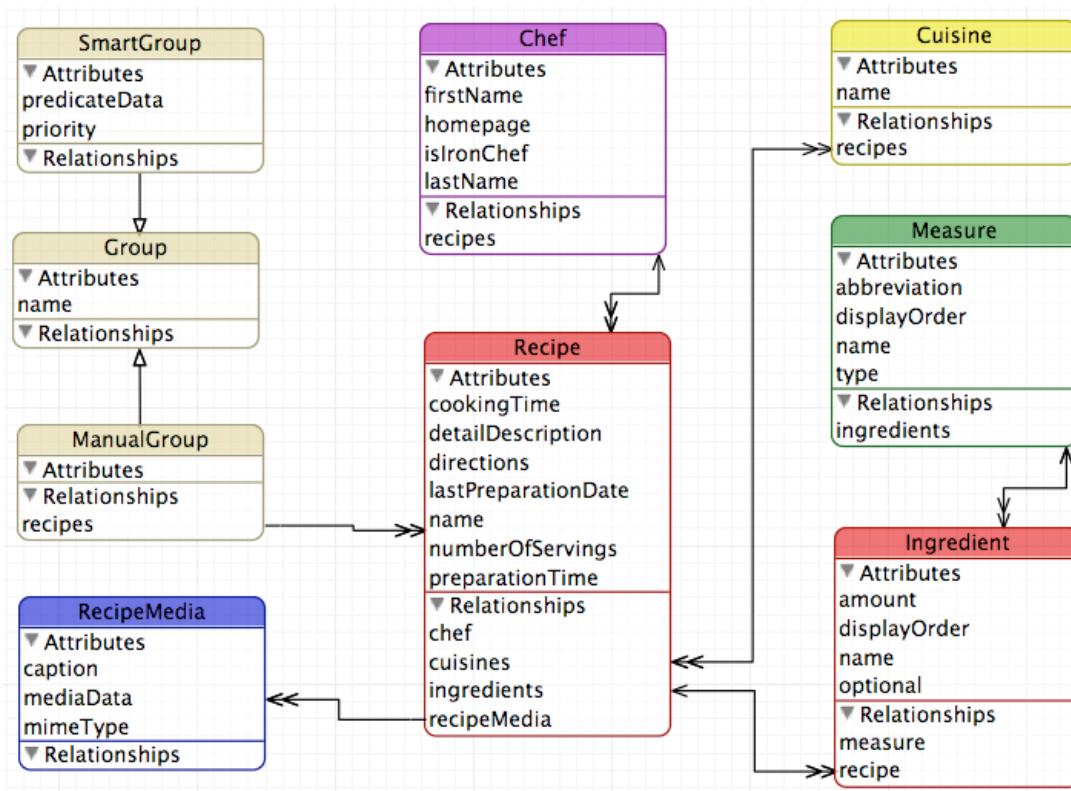 SmartGroup
Attributes
predicateData
priority
Relationships
Group
Attributes
name
Relationships
ManualGroup
Attributes
Relationships
recipes
RecipeMedia
Attributes
caption
mediaData
mimeType
Relationships
Chef
Attributes
firstName
homepage
isIronChef
lastName
Relationships
recipes
Recipe
Attributes
cookingTime
detailDescription
directions
lastPreparationDate
name
numberOfServings
preparationTime
Relationships
chef
cuisines
ingredients
recipeMedia
Cuisine
Attributes
name
Relationships
recipes
Measure
Attributes
abbreviation
displayOrder
name
type
Relationships
ingredients
Ingredient
Attributes
amount
displayOrder
name
optional
Relationships
measure
recipe